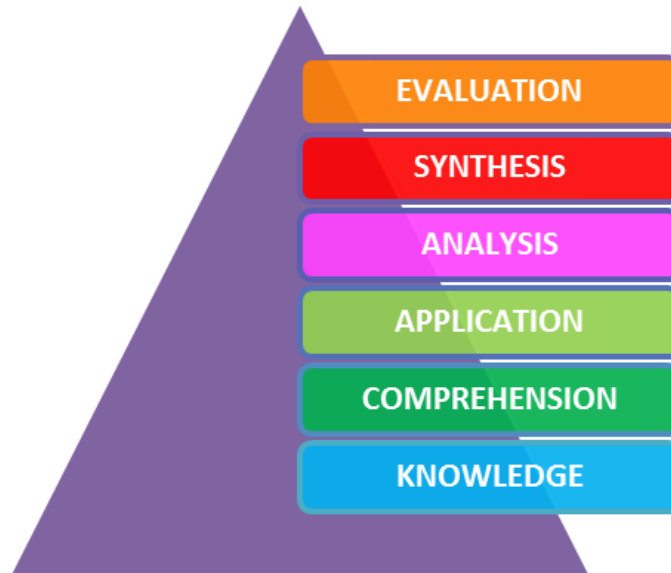 EVALUATION
SYNTHESIS
ANALYSIS
APPLICATION
COMPREHENSION
KNOWLEDGE